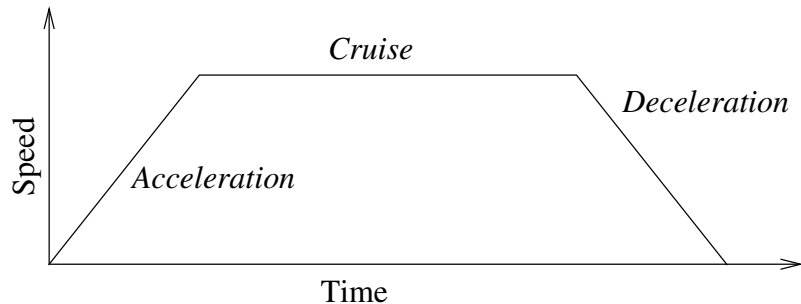 Cruise
Deceleration
Speed
Acceleration
Time